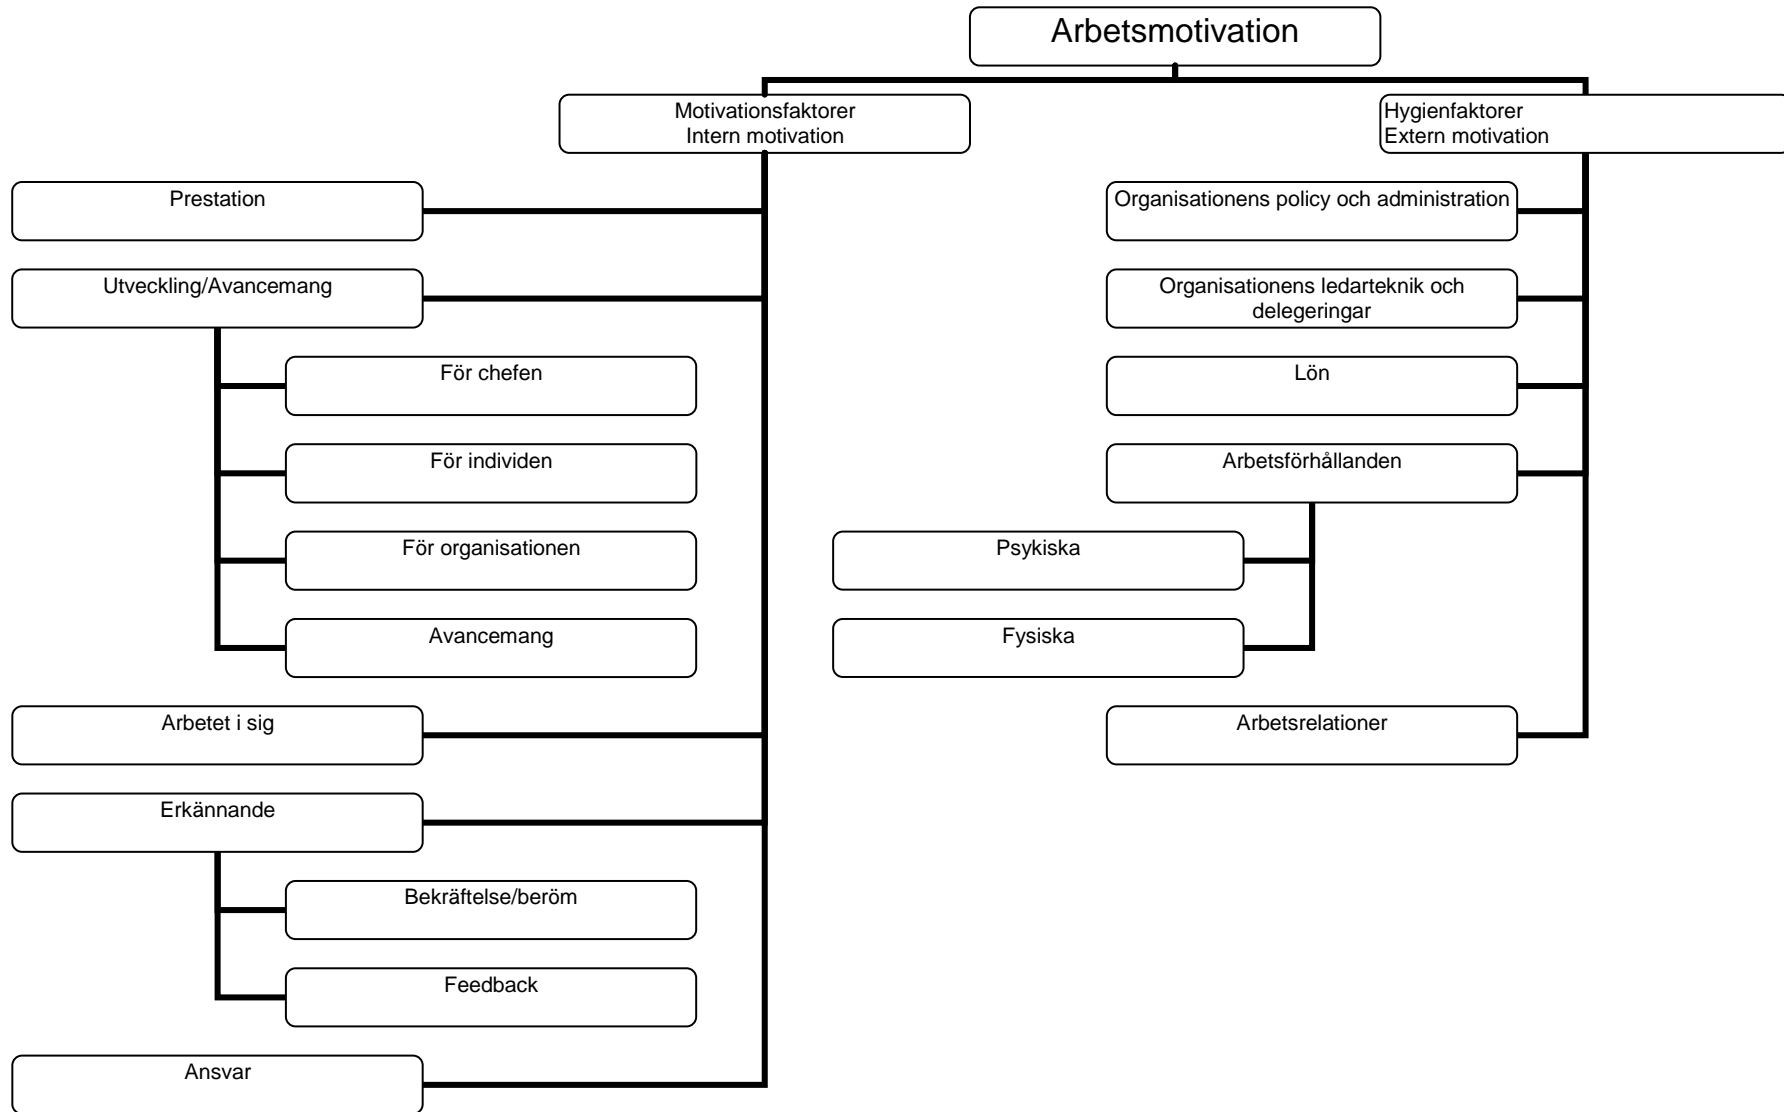 Arbetsmotivation
Motivationsfaktorer
Intern motivation
Prestation
Utveckling/Avancemang
För chefen
För individen
För organisationen
Avancemang
Arbetet i sig
Erkännande
Bekräftelse/beröm
Feedback
Ansvar
Hygienfaktorer
Extern motivation
Organisationens policy och administration
Organisationens ledarteknik och
delegeringar
Lön
Arbetsförhållanden
Psykiska
Fysiska
Arbetsrelationer